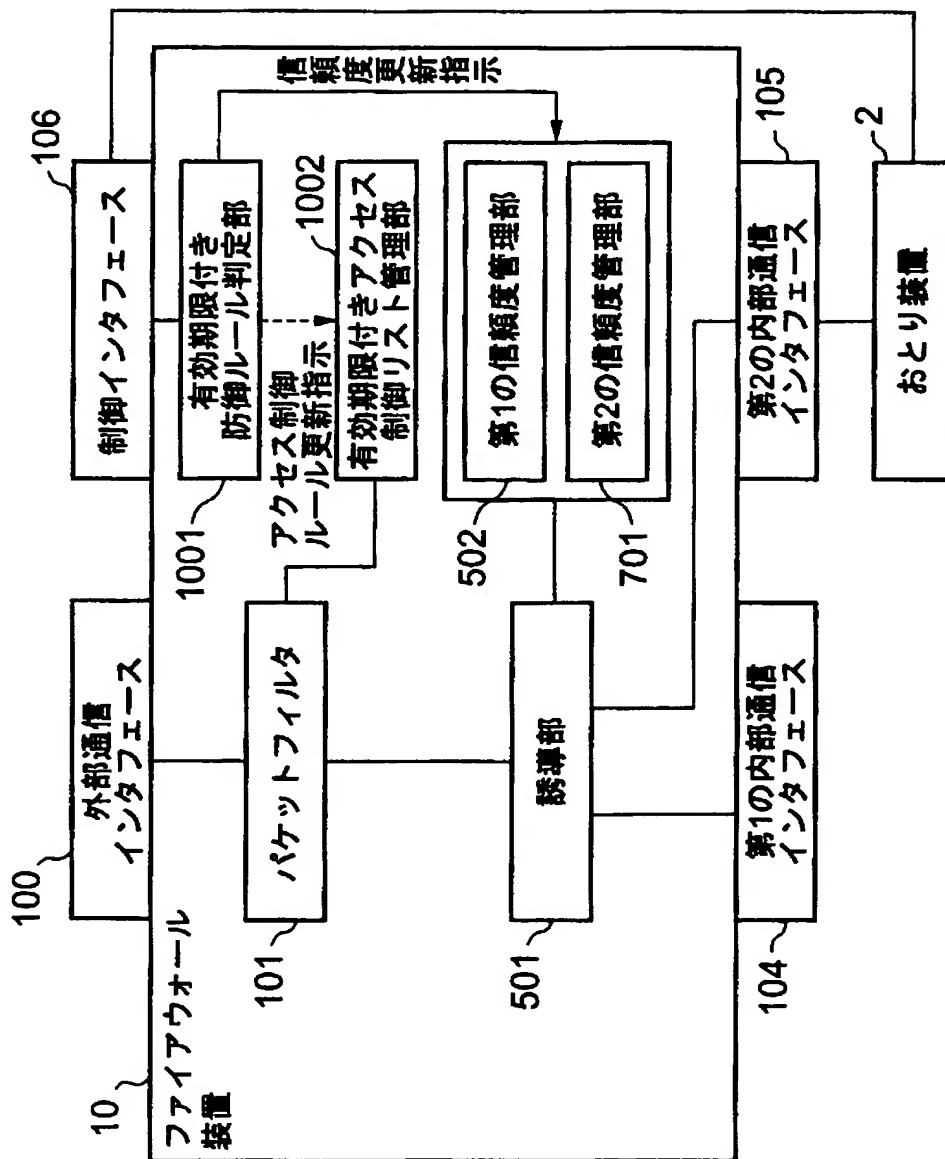 10
ファイアウォール
装置
100
外部通信
インタフェース
106
制御インタフェース
1001
有効期限付き
防御ルール判定部
信頼度更新指示
アクセス制御
ルール更新指示
1002
有効期限付きアクセス
制御リスト管理部
101
パケットフィルタ
502
第1の信頼度管理部
701
第2の信頼度管理部
501
誘導部
104
第1の内部通信
インタフェース
105
第2の内部通信
インタフェース
2
おとり装置